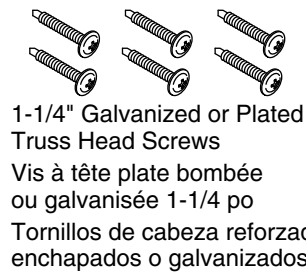 1-1/4" Galvanized or Plated
Truss Head Screws
Vis à tête plate bombée
ou galvanisée 1-1/4 po
Tornillos de cabeza
enchapados o galvanizados